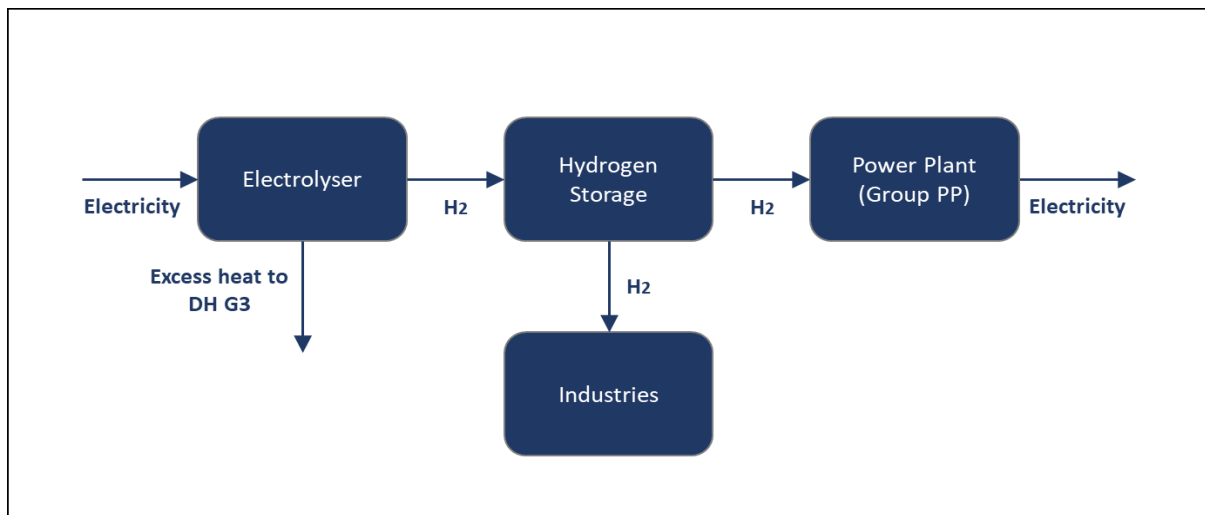 Electrolyser
Hydrogen
Storage
Power Plant
(Group PP)
Electricity
H2
H2
Electricity
Excess heat to
DH G3
H2
Industries